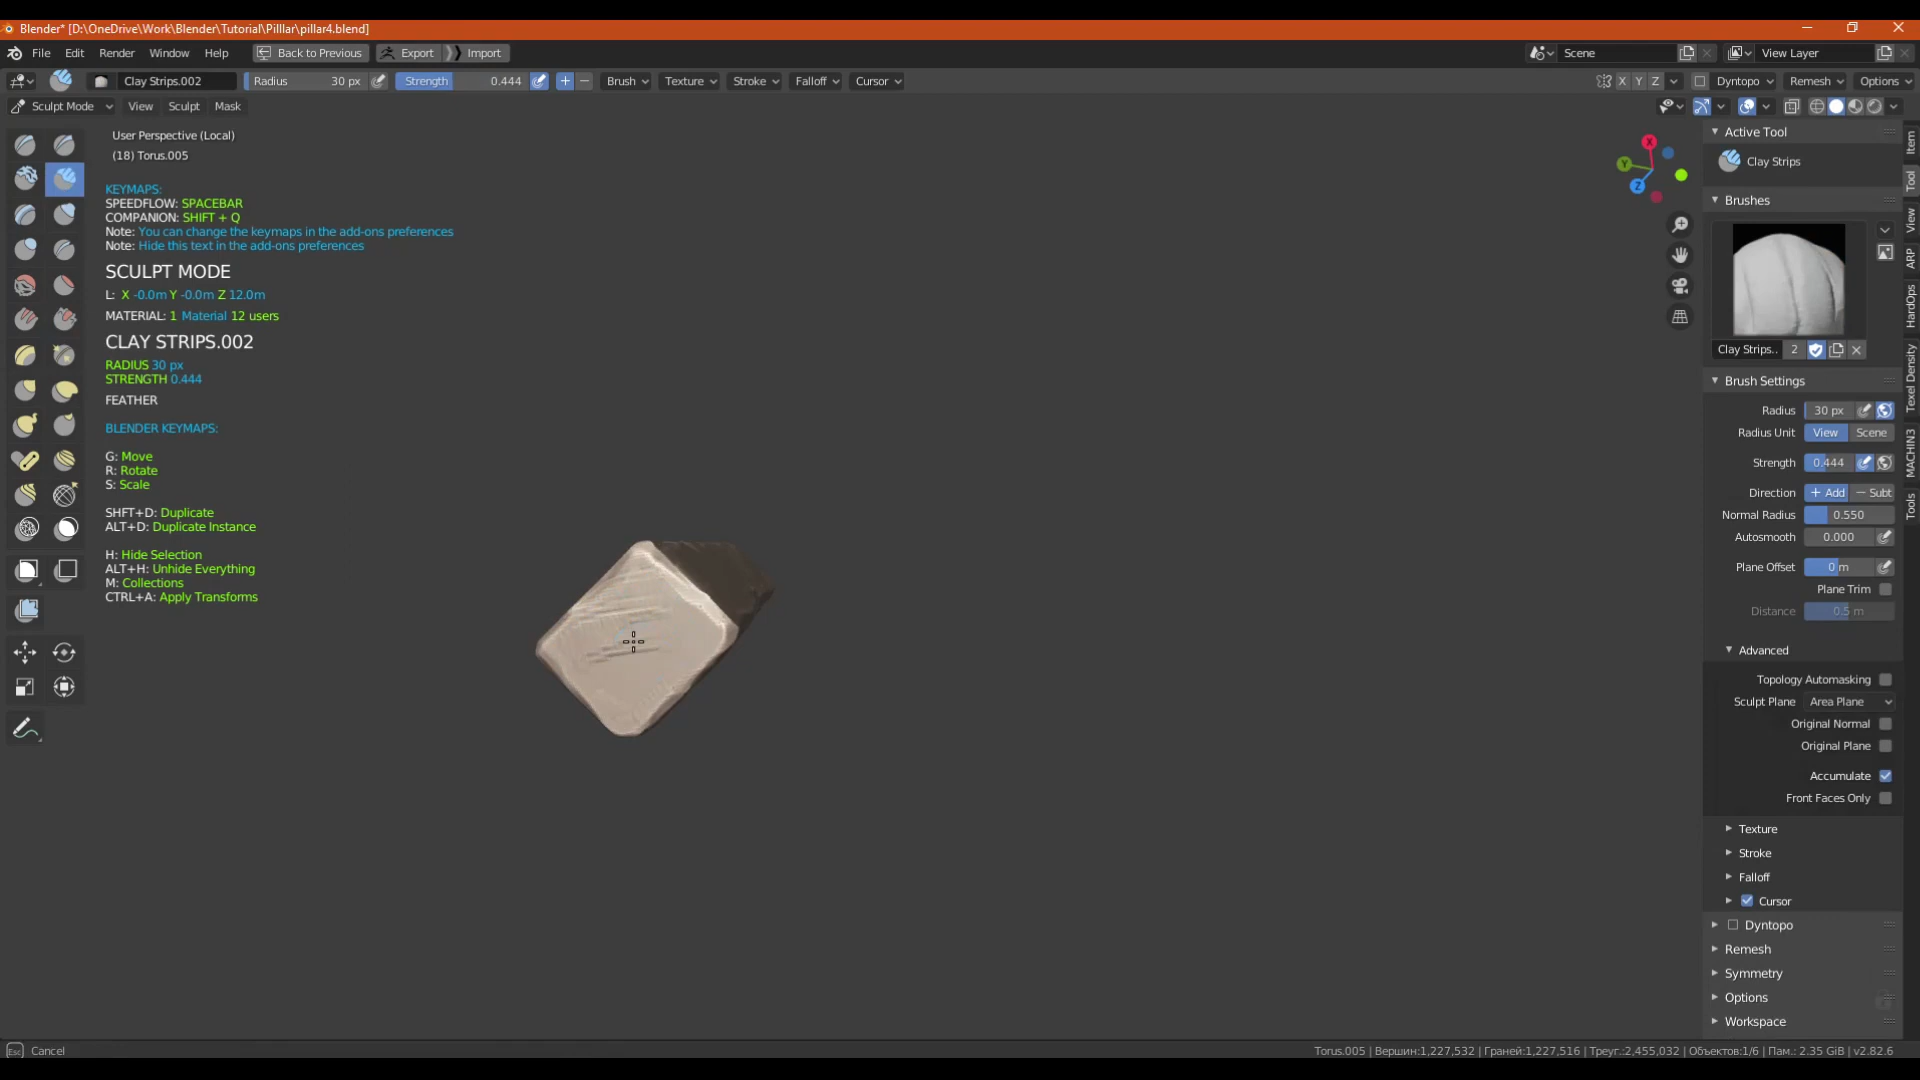 Blender* [D:\OneDrive\Work\Blender\Tutorial\Pilllar\pillar4.blend]
File Edit Render Window Help Back to Previous Export Import Scene View Layer
Clay Strips.002 Radius 30 px Strength 0.444 Brush Texture Stroke Falloff Cursor X Y Z Dyntopo Remesh Options
Sculpt Mode View Sculpt Mask
User Perspective (Local)
(18) Torus.005
KEYMAPS:
SPEEDFLOW: SPACEBAR
COMPANION: SHIFT + Q
Note: You can change the keymaps in the add-ons preferences
Note: Hide this text in the add-ons preferences
SCULPT MODE
L: X -0.0m Y -0.0m Z 12.0m
MATERIAL: 1 Material 12 users
CLAY STRIPS.002
RADIUS 30 px
STRENGTH 0.444
FEATHER
BLENDER KEYMAPS:
G: Move
R: Rotate
S: Scale
SHFT+D: Duplicate
ALT+D: Duplicate Instance
H: Hide Selection
ALT+H: Unhide Everything
M: Collections
CTRL+A: Apply Transforms
X
Y
Z
Active Tool
Clay Strips
Brushes
Clay Strips.. 2
Brush Settings
Radius 30 px
Radius Unit View Scene
Strength 0.444
Direction + Add − Subt
Normal Radius 0.550
Autosmooth 0.000
Plane Offset 0 m
Plane Trim
Distance 0.5 m
Advanced
Topology Automasking
Sculpt Plane Area Plane
Original Normal
Original Plane
Accumulate
Front Faces Only
Texture
Stroke
Falloff
Cursor
Dyntopo
Remesh
Symmetry
Options
Workspace
Item
Tool
View
ARP
HardOps
Texel Density
MACHIN3
Tools
Esc Cancel
Torus.005 | Вершин:1,227,532 | Граней:1,227,516 | Треуг.:2,455,032 | Объектов:1/6 | Пам.: 2.35 GiB | v2.82.6